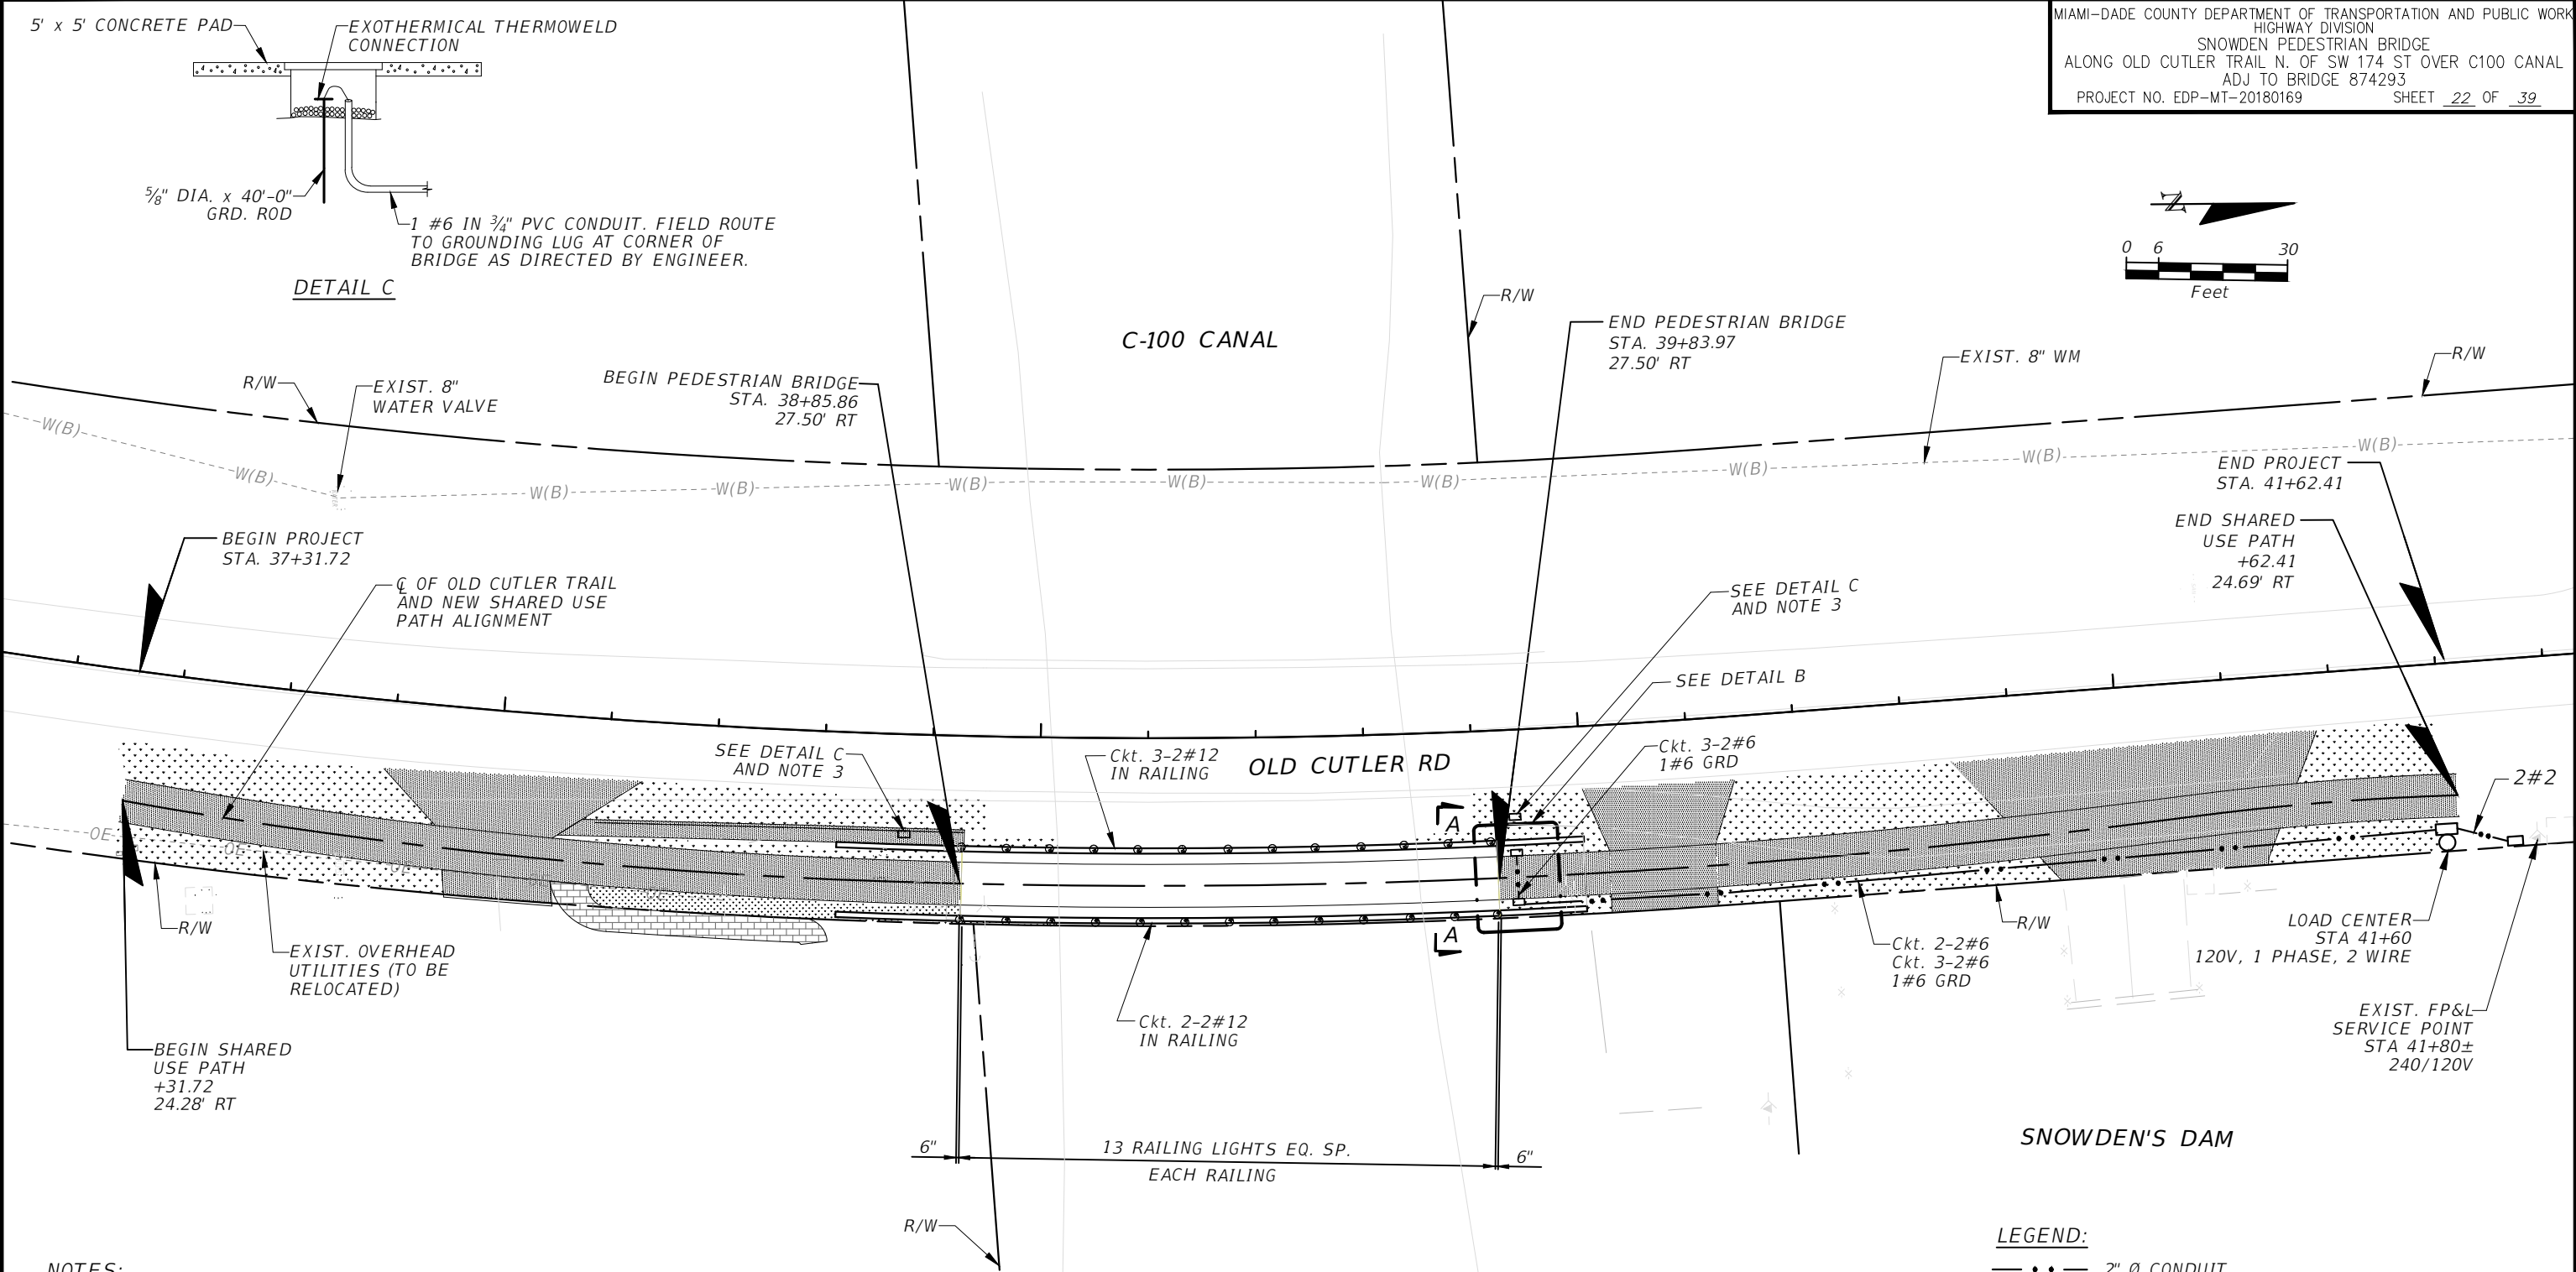 MIAMI-DADE COUNTY DEPARTMENT OF TRANSPORTATION AND PUBLIC WORK
HIGHWAY DIVISION
SNOWDEN PEDESTRIAN BRIDGE
ALONG OLD CUTLER TRAIL N. OF SW 174 ST OVER C100 CANAL
ADJ TO BRIDGE 874293
PROJECT NO. EDP-MT-20180169 SHEET 22 OF 39
5' x 5' CONCRETE PAD
EXOTHERMICAL THERMOWELD
CONNECTION
⅝" DIA. x 40'-0"
GRD. ROD
1 #6 IN ¾" PVC CONDUIT. FIELD ROUTE
TO GROUNDING LUG AT CORNER OF
BRIDGE AS DIRECTED BY ENGINEER.
DETAIL C
N
0 6 30
Feet
C-100 CANAL
R/W
END PEDESTRIAN BRIDGE
STA. 39+83.97
27.50' RT
EXIST. 8" WM
R/W
R/W
EXIST. 8"
WATER VALVE
BEGIN PEDESTRIAN BRIDGE
STA. 38+85.86
27.50' RT
W(B)
W(B)
W(B)
W(B)
W(B)
W(B)
W(B)
W(B)
W(B)
W(B)
END PROJECT
STA. 41+62.41
END SHARED
USE PATH
+62.41
24.69' RT
BEGIN PROJECT
STA. 37+31.72
℄ OF OLD CUTLER TRAIL
AND NEW SHARED USE
PATH ALIGNMENT
SEE DETAIL C
AND NOTE 3
SEE DETAIL B
SEE DETAIL C
AND NOTE 3
Ckt. 3-2#12
IN RAILING
OLD CUTLER RD
Ckt. 3-2#6
1#6 GRD
2#2
A
A
OE
OE
OE
OE
R/W
EXIST. OVERHEAD
UTILITIES (TO BE
RELOCATED)
BEGIN SHARED
USE PATH
+31.72
24.28' RT
Ckt. 2-2#12
IN RAILING
Ckt. 2-2#6
Ckt. 3-2#6
1#6 GRD
R/W
LOAD CENTER
STA 41+60
120V, 1 PHASE, 2 WIRE
EXIST. FP&L
SERVICE POINT
STA 41+80±
240/120V
6" 13 RAILING LIGHTS EQ. SP. 6"
EACH RAILING
SNOWDEN'S DAM
R/W
LEGEND:
2" Ø CONDUIT
NOTES: